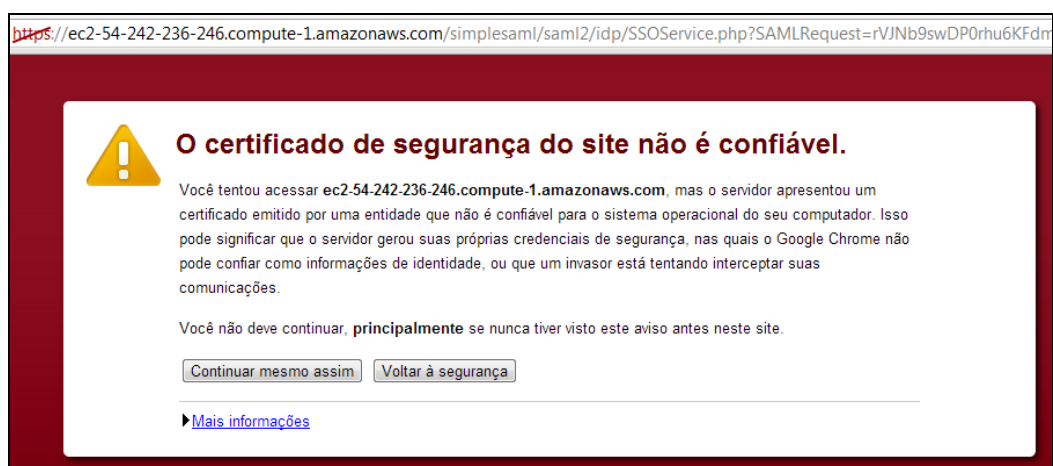 https://ec2-54-242-236-246.compute-1.amazonaws.com/simplesaml/saml2/idp/SSOService.php?SAMLRequest=rVJNb9swDP0rhu6KFdm
O certificado de segurança do site não é confiável.
Você tentou acessar ec2-54-242-236-246.compute-1.amazonaws.com, mas o servidor apresentou um
certificado emitido por uma entidade que não é confiável para o sistema operacional do seu computador. Isso
pode significar que o servidor gerou suas próprias credenciais de segurança, nas quais o Google Chrome não
pode confiar como informações de identidade, ou que um invasor está tentando interceptar suas
comunicações.
Você não deve continuar, principalmente se nunca tiver visto este aviso antes neste site.
Continuar mesmo assim Voltar à segurança
Mais informações